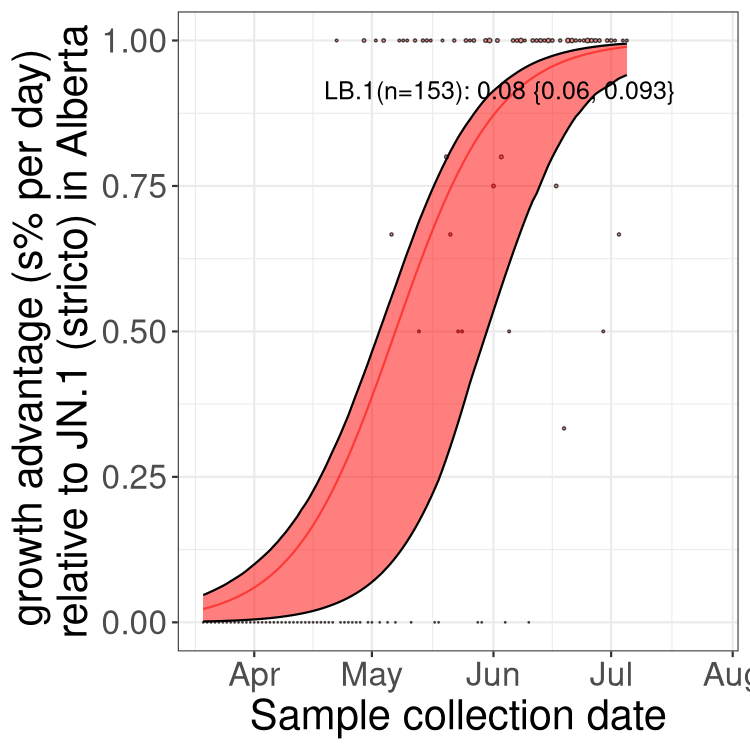 growth advantage (s% per day)
relative to JN.1 (stricto) in Alberta
1.00
0.75
0.50
0.25
0.00
LB.1(n=153): 0.08 {0.06, 0.093}
Apr May Jun Jul Aug
Sample collection date